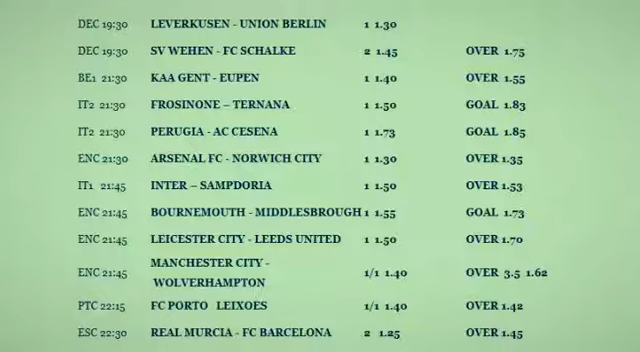 DEC 19:30 LEVERKUSEN - UNION BERLIN 1 1.30
DEC 19:30 SV WEHEN - FC SCHALKE 2 1.45 OVER 1.75
BE1 21:30 KAA GENT - EUPEN 1 1.40 OVER 1.55
IT2 21:30 FROSINONE – TERNANA 1 1.50 GOAL 1.83
IT2 21:30 PERUGIA - AC CESENA 1 1.73 GOAL 1.85
ENC 21:30 ARSENAL FC - NORWICH CITY 1 1.30 OVER 1.35
IT1 21:45 INTER – SAMPDORIA 1 1.50 OVER 1.53
ENC 21:45 BOURNEMOUTH - MIDDLESBROUGH 1 1.55 GOAL 1.73
ENC 21:45 LEICESTER CITY - LEEDS UNITED 1 1.50 OVER 1.70
MANCHESTER CITY -
ENC 21:45 1/1 1.40 OVER 3.5 1.62
WOLVERHAMPTON
PTC 22:15 FC PORTO LEIXOES 1/1 1.40 OVER 1.42
ESC 22:30 REAL MURCIA - FC BARCELONA 2 1.25 OVER 1.45